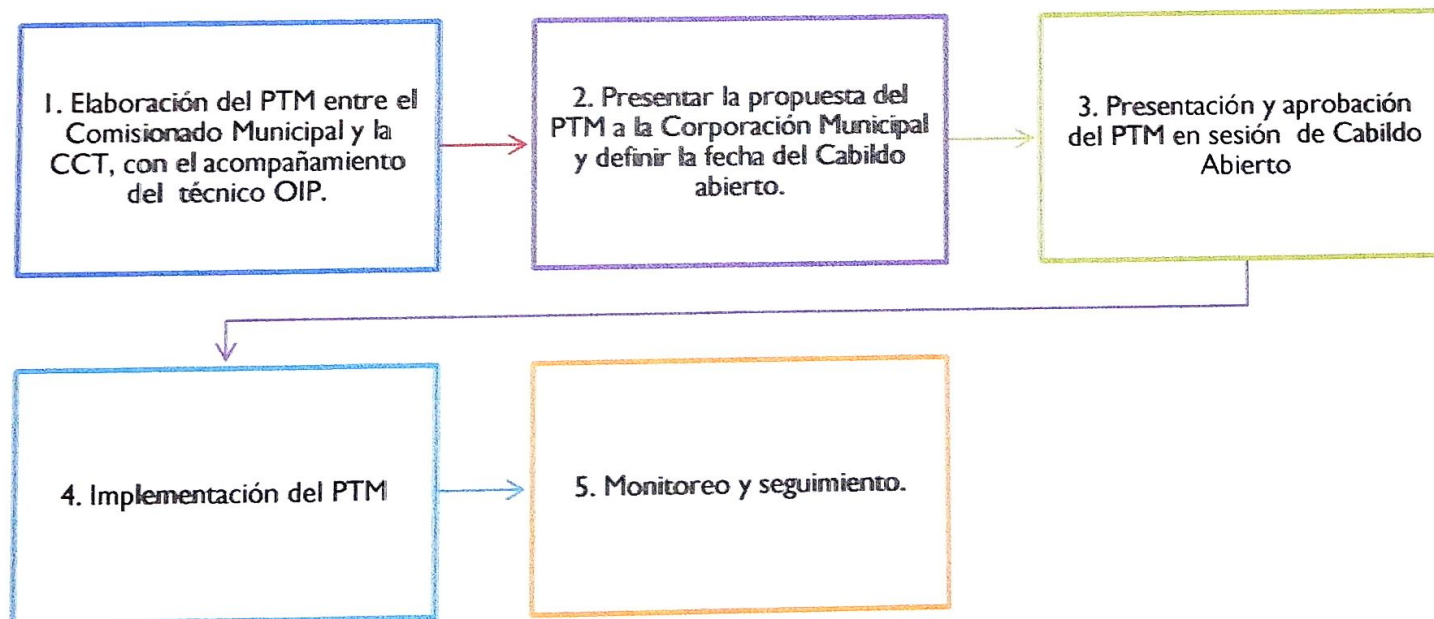 1. Elaboración del PTM entre el
Comisionado Municipal y la
CCT, con el acompañamiento
del técnico OIP.
2. Presentar la propuesta del
PTM a la Corporación Municipal
y definir la fecha del Cabildo
abierto.
3. Presentación y aprobación
del PTM en sesión de Cabildo
Abierto
4. Implementación del PTM
5. Monitoreo y seguimiento.